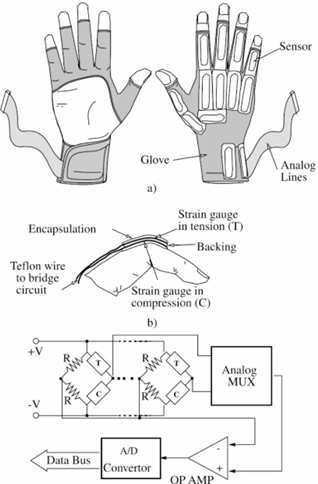 Sensor
Glove
Analog
Lines
a)
Encapsulation
Strain gauge
in tension (T)
Backing
Teflon wire
to bridge
circuit
Strain gauge in
compression (C)
b)
+V
R
T
R
T
Analog
MUX
R
C
R
C
-V
-
+
A/D
Convertor
Data Bus
OP AMP